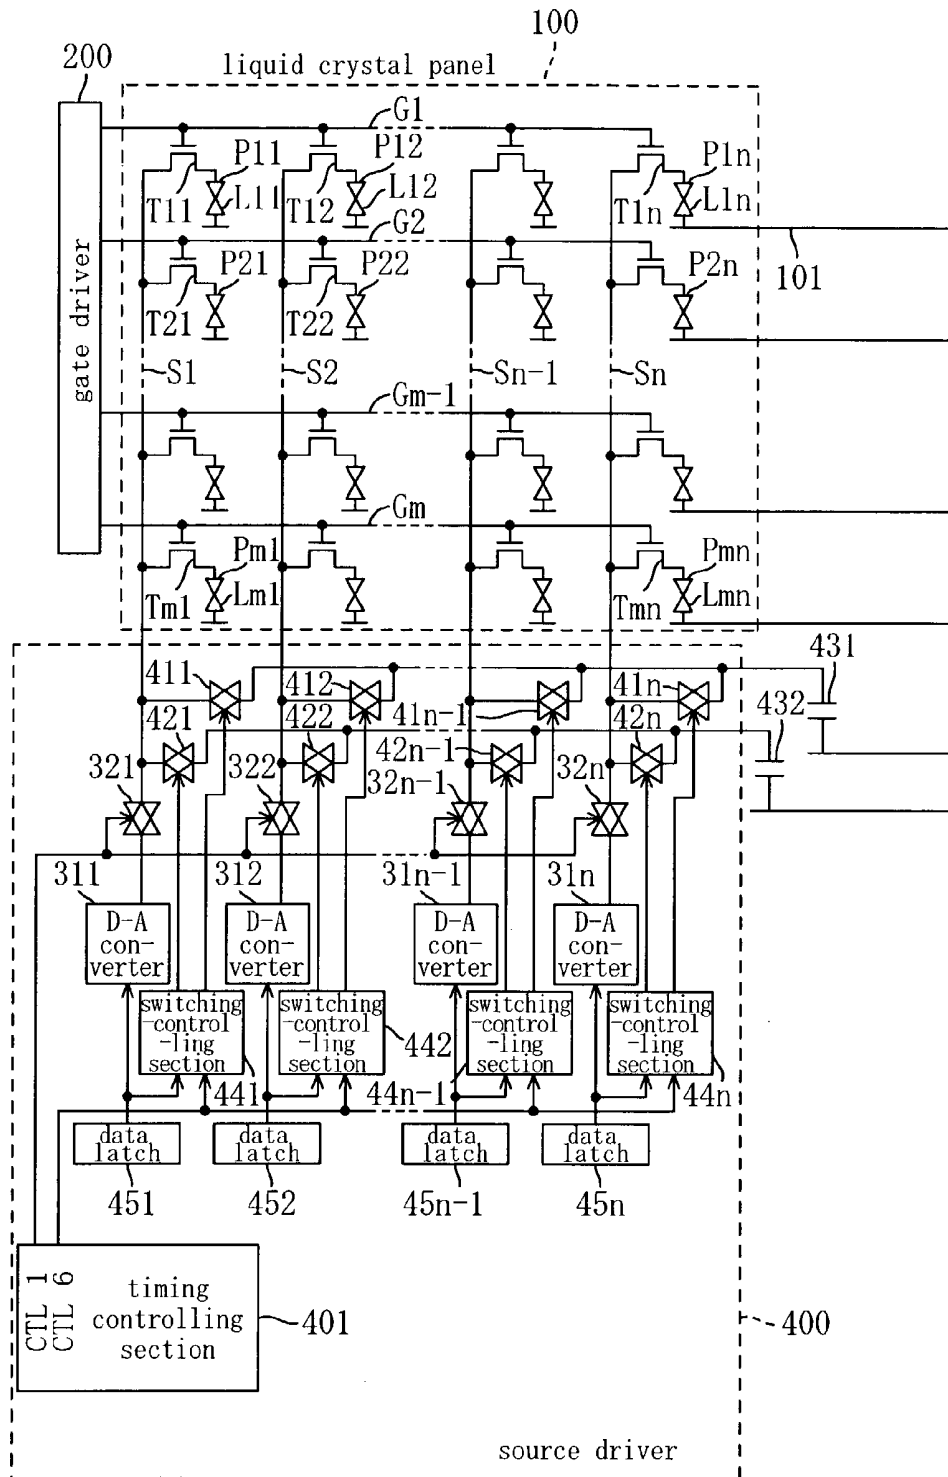 100
200
liquid crystal panel
G1
P11
P12
P1n
L11
L12
L1n
T11
T12
T1n
G2
101
P21
P22
P2n
T21
T22
gate driver
S1
S2
Sn-1
Sn
Gm-1
Gm
Pm1
Pmn
Lm1
Lmn
Tm1
Tmn
411
412
41n-1
41n
431
421
422
42n-1
42n
432
321
322
32n-1
32n
311
312
31n-1
31n
D-A
con-
verter
D-A
con-
verter
D-A
con-
verter
D-A
con-
verter
switching
-control
-ling
section
switching
-control
-ling
section
switching
-control
-ling
section
switching
-control
-ling
section
441
442
44n-1
44n
data
latch
data
latch
data
latch
data
latch
451
452
45n-1
45n
CTL 1
CTL 6
timing
controlling
section
401
400
source driver